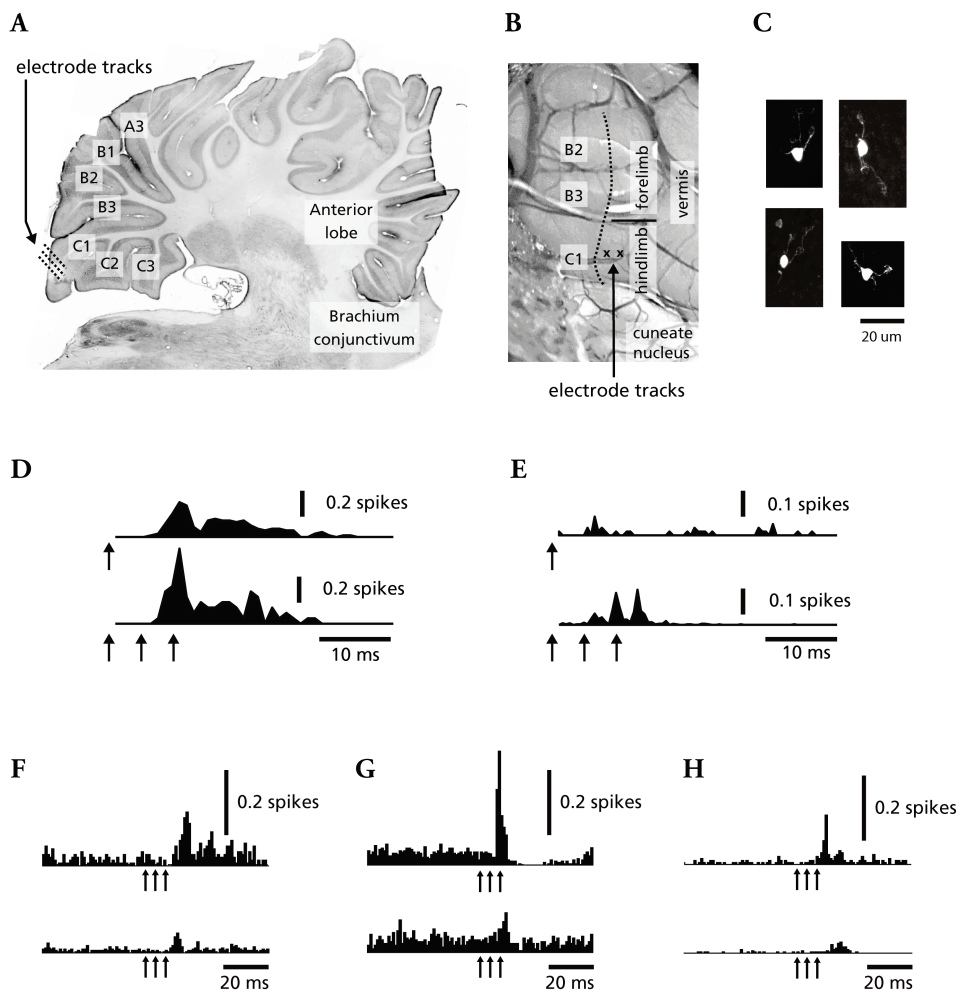 A
B
C
electrode tracks
A3
B1
B2
B3
C1
C2
C3
Anterior
lobe
Brachium
conjunctivum
B2
B3
C1
forelimb
hindlimb
vermis
x x
cuneate
nucleus
electrode tracks
20 um
D
E
0.2 spikes
0.1 spikes
0.2 spikes
0.1 spikes
10 ms
10 ms
F
G
H
0.2 spikes
0.2 spikes
0.2 spikes
20 ms
20 ms
20 ms